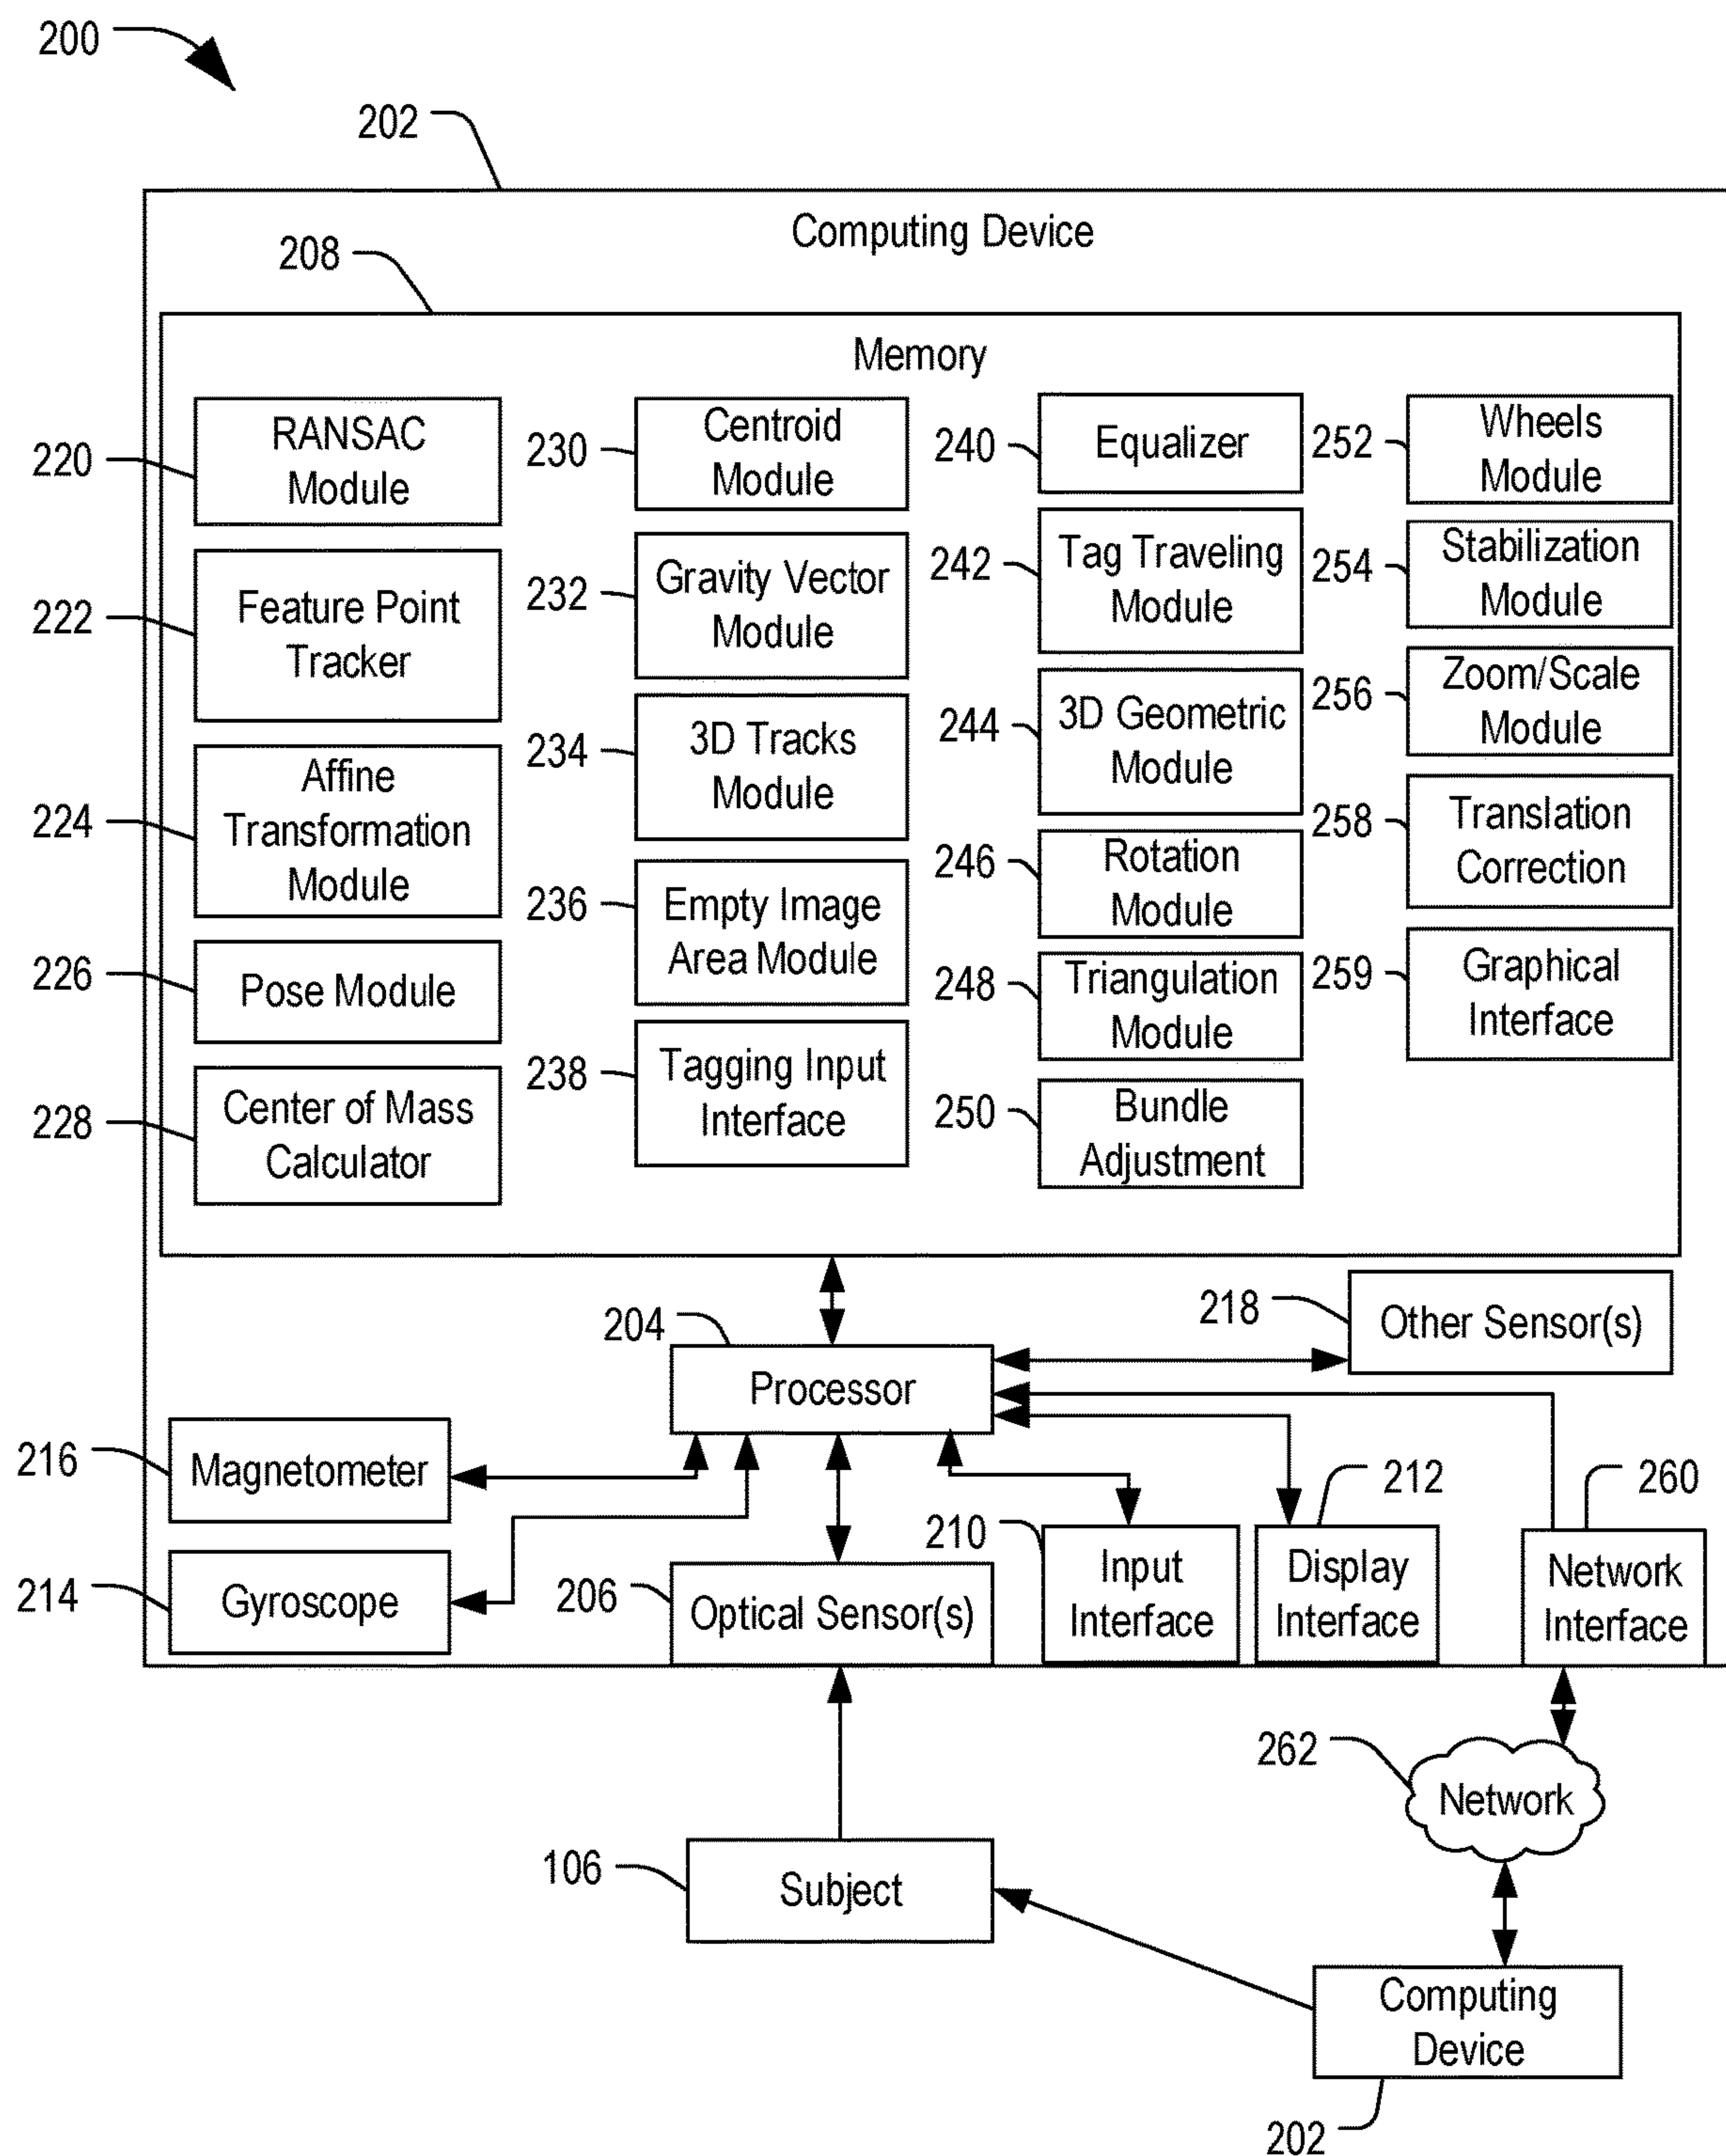 200
202
Computing Device
208
Memory
220
RANSAC
Module
222
Feature Point
Tracker
224
Affine
Transformation
Module
226
Pose Module
228
Center of Mass
Calculator
230
Centroid
Module
232
Gravity Vector
Module
234
3D Tracks
Module
236
Empty Image
Area Module
238
Tagging Input
Interface
240
Equalizer
242
Tag Traveling
Module
244
3D Geometric
Module
246
Rotation
Module
248
Triangulation
Module
250
Bundle
Adjustment
252
Wheels
Module
254
Stabilization
Module
256
Zoom/Scale
Module
258
Translation
Correction
259
Graphical
Interface
204
Processor
218
Other Sensor(s)
216
Magnetometer
214
Gyroscope
206
Optical Sensor(s)
210
Input
Interface
212
Display
Interface
260
Network
Interface
262
Network
106
Subject
Computing
Device
202